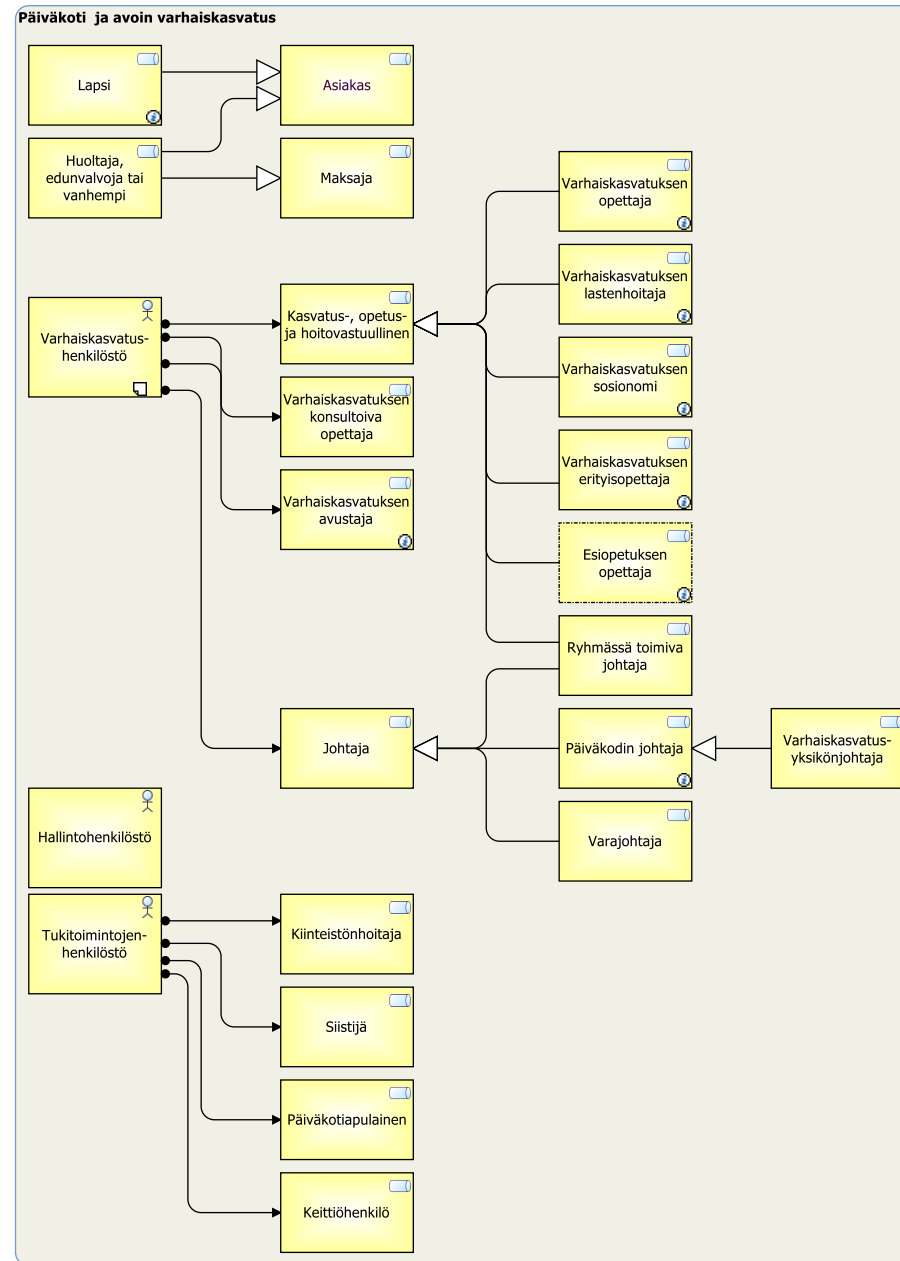 Päiväkoti ja avoin varhaiskasvatus
Lapsi
Asiakas
Huoltaja,
edunvalvoja tai
vanhempi
Maksaja
Varhaiskasvatuksen
opettaja
Varhaiskasvatuksen
lastenhoitaja
Varhaiskasvatus-
henkilöstö
Kasvatus-, opetus-
ja hoitovastuullinen
Varhaiskasvatuksen
sosionomi
Varhaiskasvatuksen
konsultoiva
opettaja
Varhaiskasvatuksen
erityisopettaja
Varhaiskasvatuksen
avustaja
Esiopetuksen
opettaja
Ryhmässä toimiva
johtaja
Johtaja
Päiväkodin johtaja
Varhaiskasvatus-
yksikönjohtaja
Hallintohenkilöstö
Varajohtaja
Tukitoimintojen-
henkilöstö
Kiinteistönhoitaja
Siistijä
Päiväkotiapulainen
Keittiöhenkilö